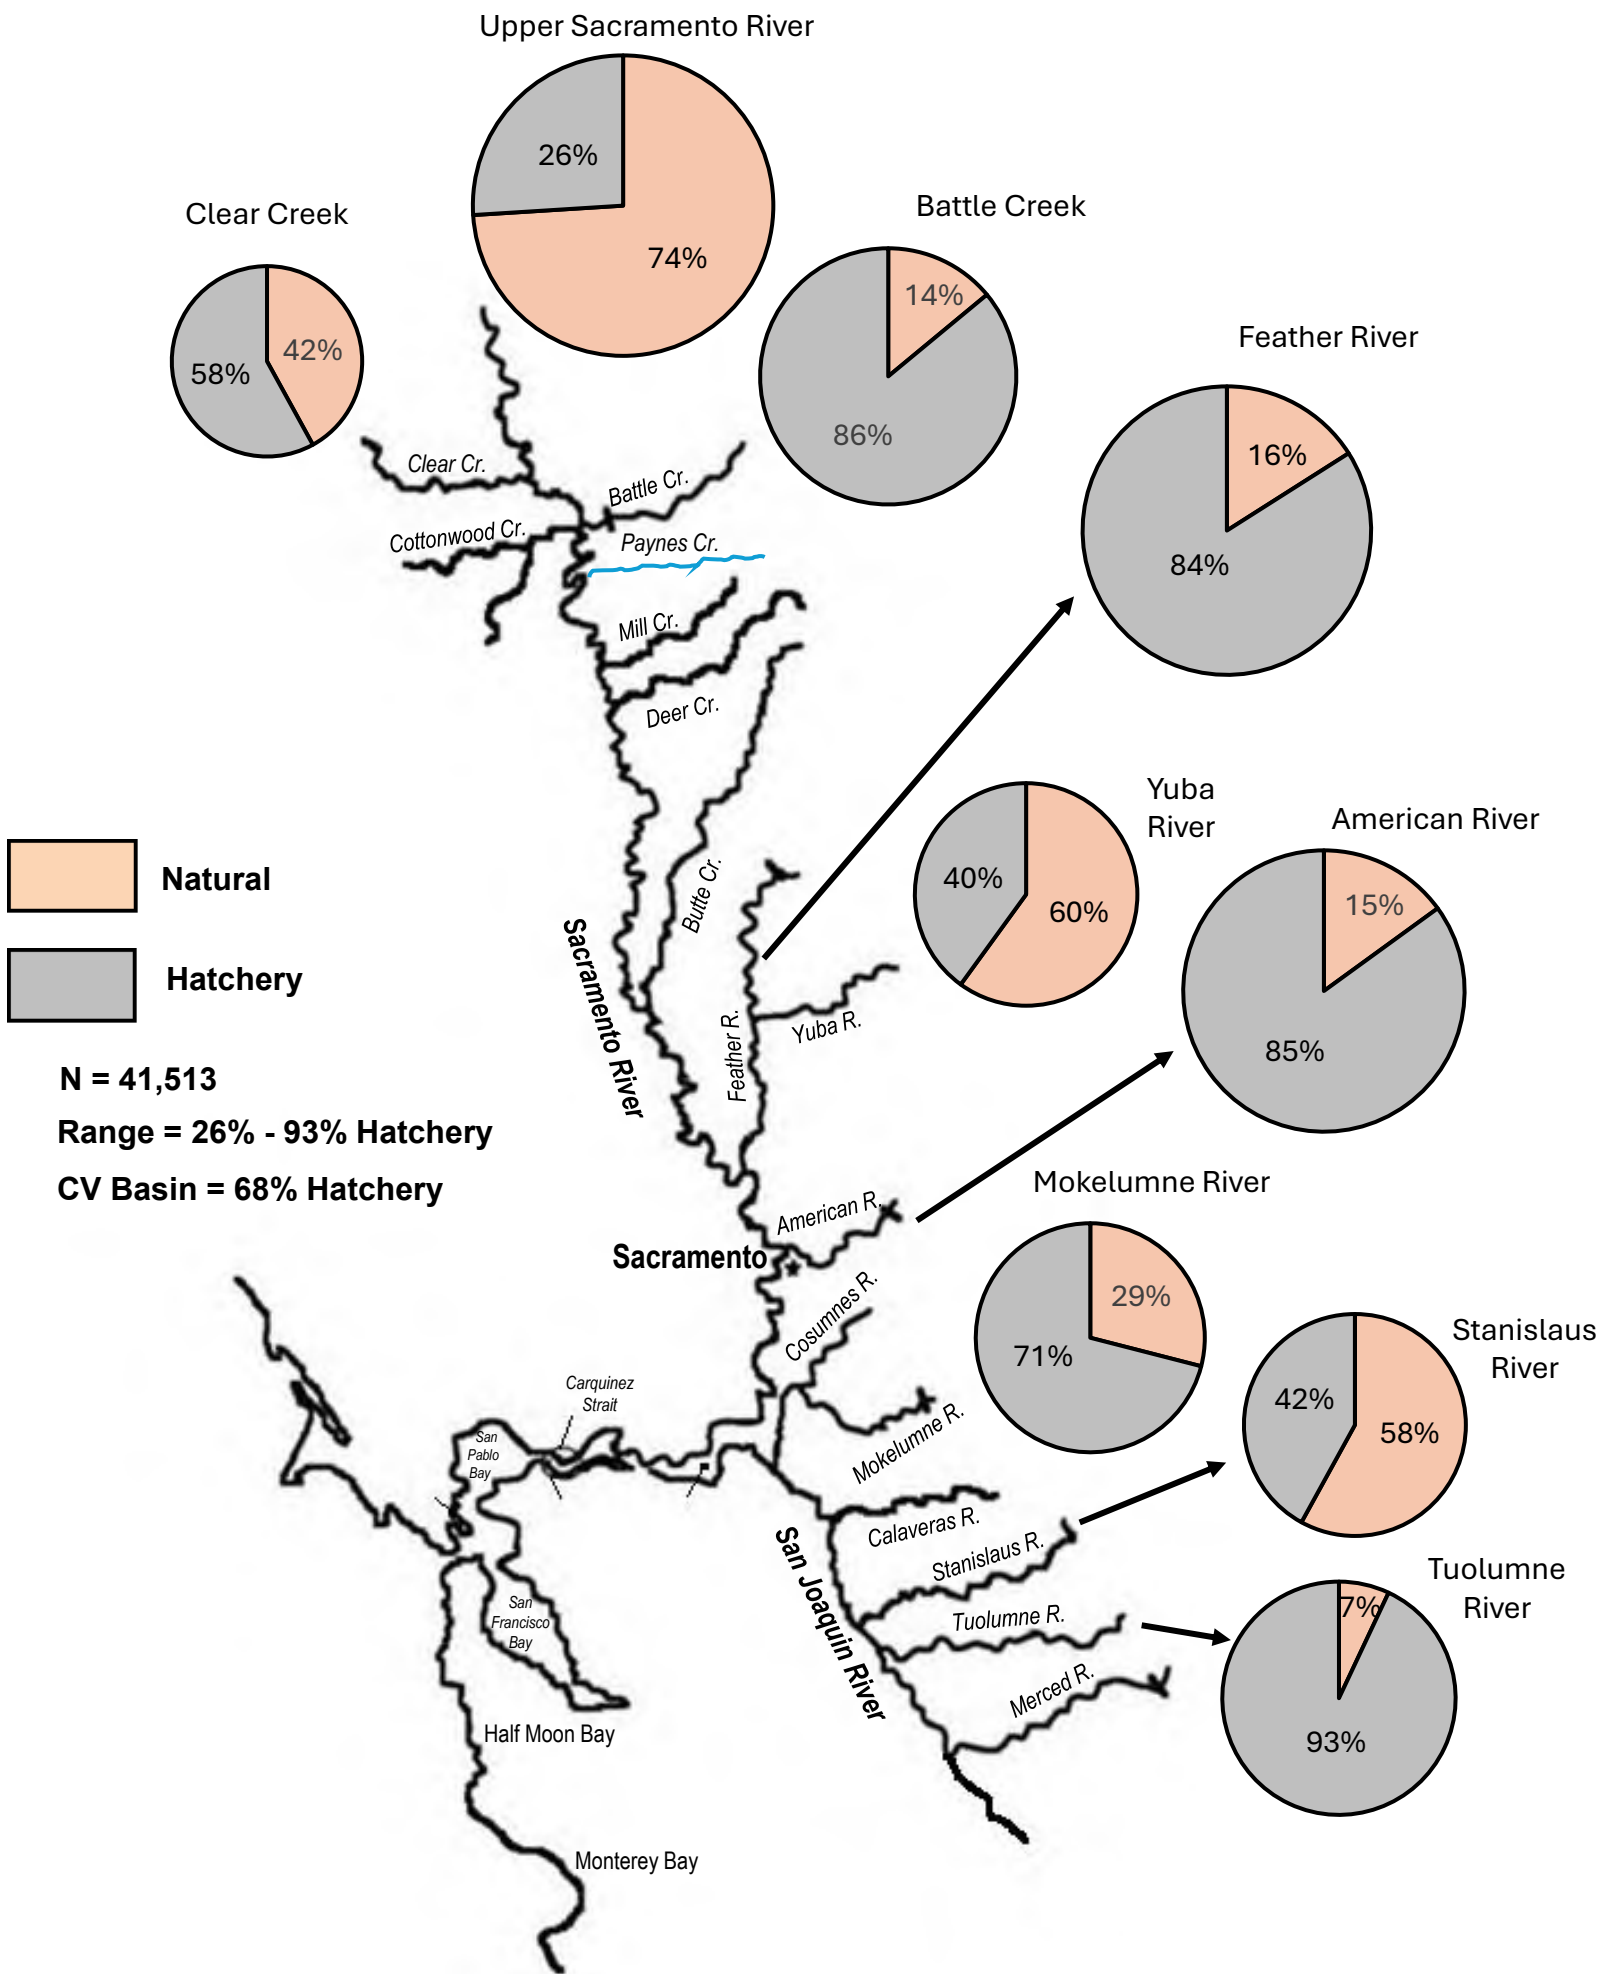 Upper Sacramento River
26%
74%
Clear Creek
58%
42%
Battle Creek
14%
86%
Feather River
16%
84%
Clear Cr.
Battle Cr.
Cottonwood Cr.
Paynes Cr.
Mill Cr.
Deer Cr.
Butte Cr.
Sacramento River
Feather R.
Yuba R.
Yuba
River
40%
60%
American River
15%
85%
Natural
Hatchery
N = 41,513
Range = 26% - 93% Hatchery
CV Basin = 68% Hatchery
American R.
Sacramento
Cosumnes R.
Mokelumne River
29%
71%
Mokelumne R.
Stanislaus
River
42%
58%
Carquinez
Strait
San
Pablo
Bay
Calaveras R.
Stanislaus R.
San Joaquin River
Tuolumne R.
Tuolumne
River
7%
93%
Merced R.
San
Francisco
Bay
Half Moon Bay
Monterey Bay